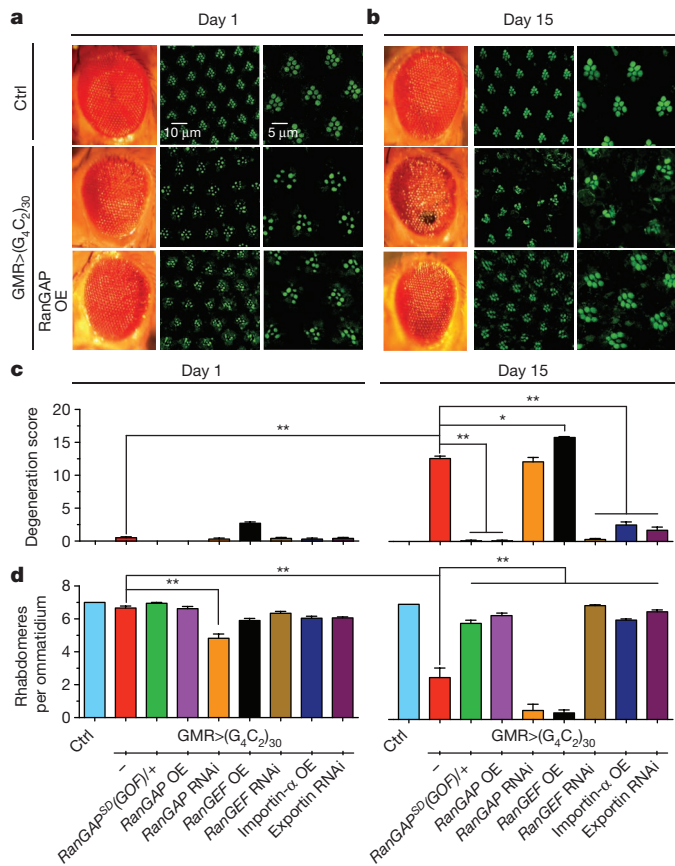 a
Day 1
b
Day 15
Ctrl
10 μm
5 μm
GMR>(G4C2)30
RanGAP
OE
c
Day 1
Day 15
Degeneration score
20
15
10
5
0
**
**
*
**
d
Rhabdomeres
per ommatidium
8
6
4
2
0
**
**
**
Ctrl
GMR>(G4C2)30
–
RanGAPSD(GOF)/+
RanGAP OE
RanGAP RNAi
RanGEF OE
RanGEF RNAi
Importin-α OE
Exportin RNAi
Ctrl
GMR>(G4C2)30
–
RanGAPSD(GOF)/+
RanGAP OE
RanGAP RNAi
RanGEF OE
RanGEF RNAi
Importin-α OE
Exportin RNAi